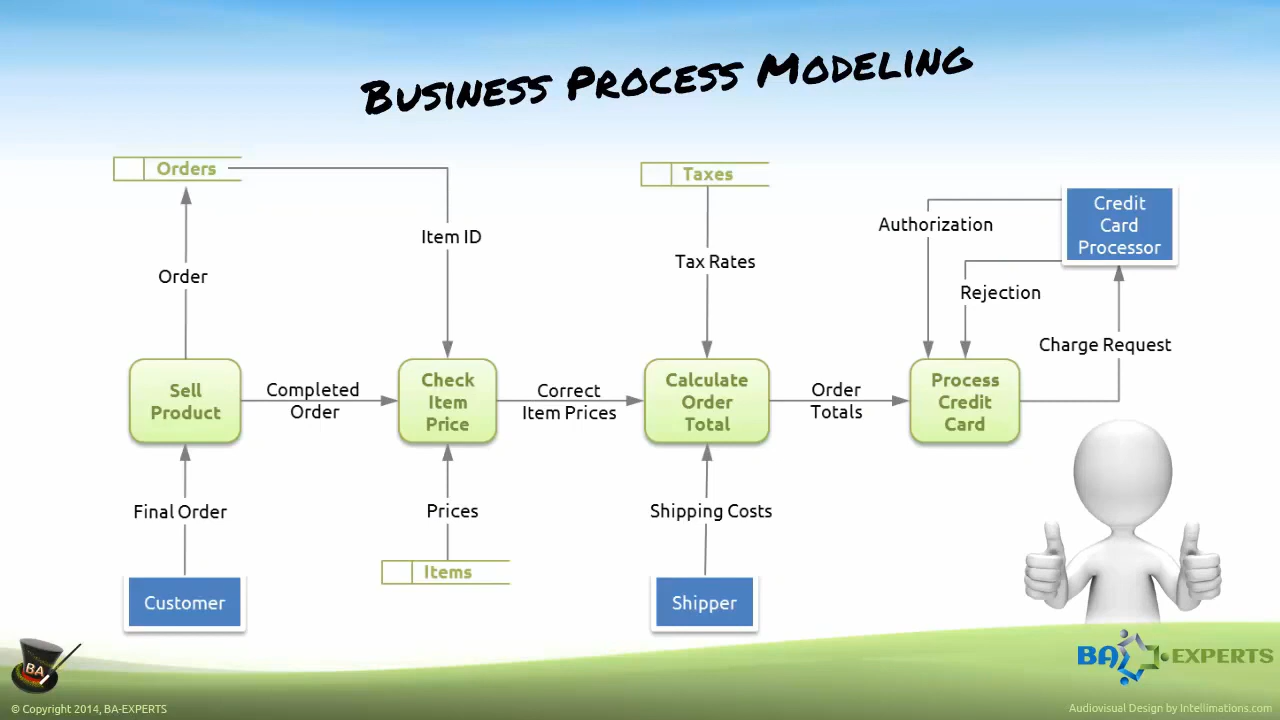 BUSINESS PROCESS MODELING
Orders
Taxes
Credit
Card
Processor
Authorization
Item ID
Tax Rates
Order
Rejection
Charge Request
Sell
Product
Completed
Order
Check
Item
Price
Correct
Item Prices
Calculate
Order
Total
Order
Totals
Process
Credit
Card
Final Order
Prices
Shipping Costs
Items
Customer
Shipper
BA
BA EXPERTS
© Copyright 2014, BA-EXPERTS
Audiovisual Design by Intellimations.com